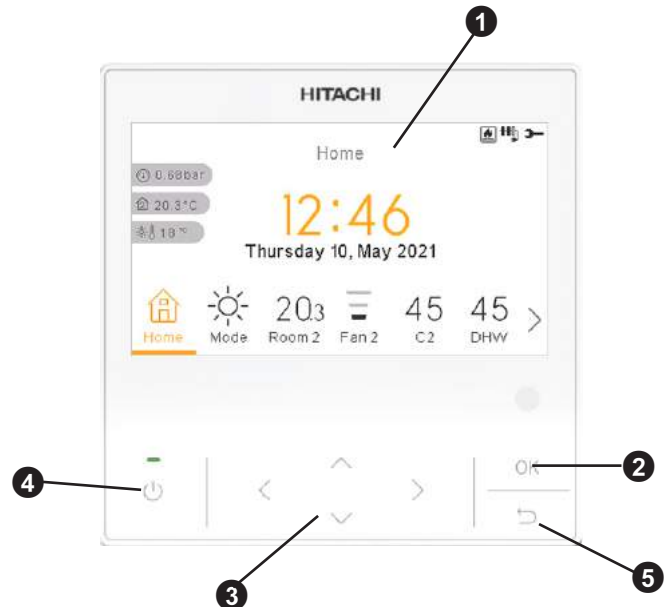 1
HITACHI
Home
0.68bar
20.3°C
18 °C
12:46
Thursday 10, May 2021
20.3 45 45
Home Mode Room 2 Fan 2 C2 DHW
OK
2
4
3
5